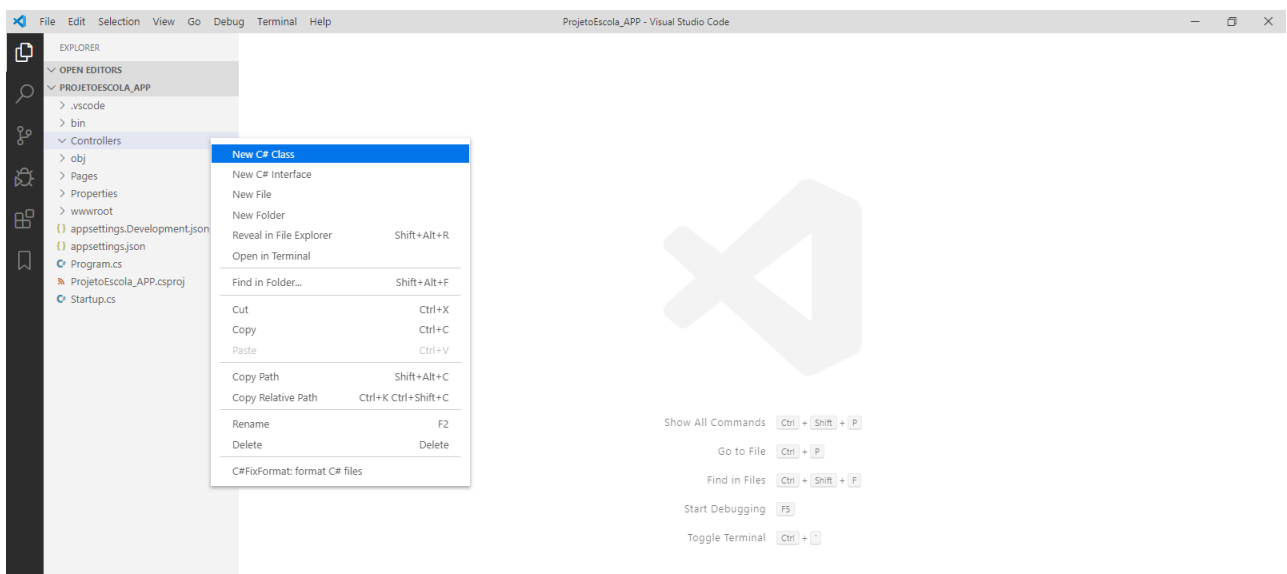 File Edit Selection View Go Debug Terminal Help ProjetoEscola_APP - Visual Studio Code
EXPLORER
OPEN EDITORS
PROJETOESCOLA_APP
.vscode
bin
Controllers
obj
Pages
Properties
wwwroot
{} appsettings.Development.json
{} appsettings.json
C# Program.cs
ProjetoEscola_APP.csproj
C# Startup.cs
New C# Class
New C# Interface
New File
New Folder
Reveal in File Explorer Shift+Alt+R
Open in Terminal
Find in Folder... Shift+Alt+F
Cut Ctrl+X
Copy Ctrl+C
Paste Ctrl+V
Copy Path Shift+Alt+C
Copy Relative Path Ctrl+K Ctrl+Shift+C
Rename F2
Delete Delete
C#FixFormat: format C# files
Show All Commands Ctrl + Shift + P
Go to File Ctrl + P
Find in Files Ctrl + Shift + F
Start Debugging F5
Toggle Terminal Ctrl + `